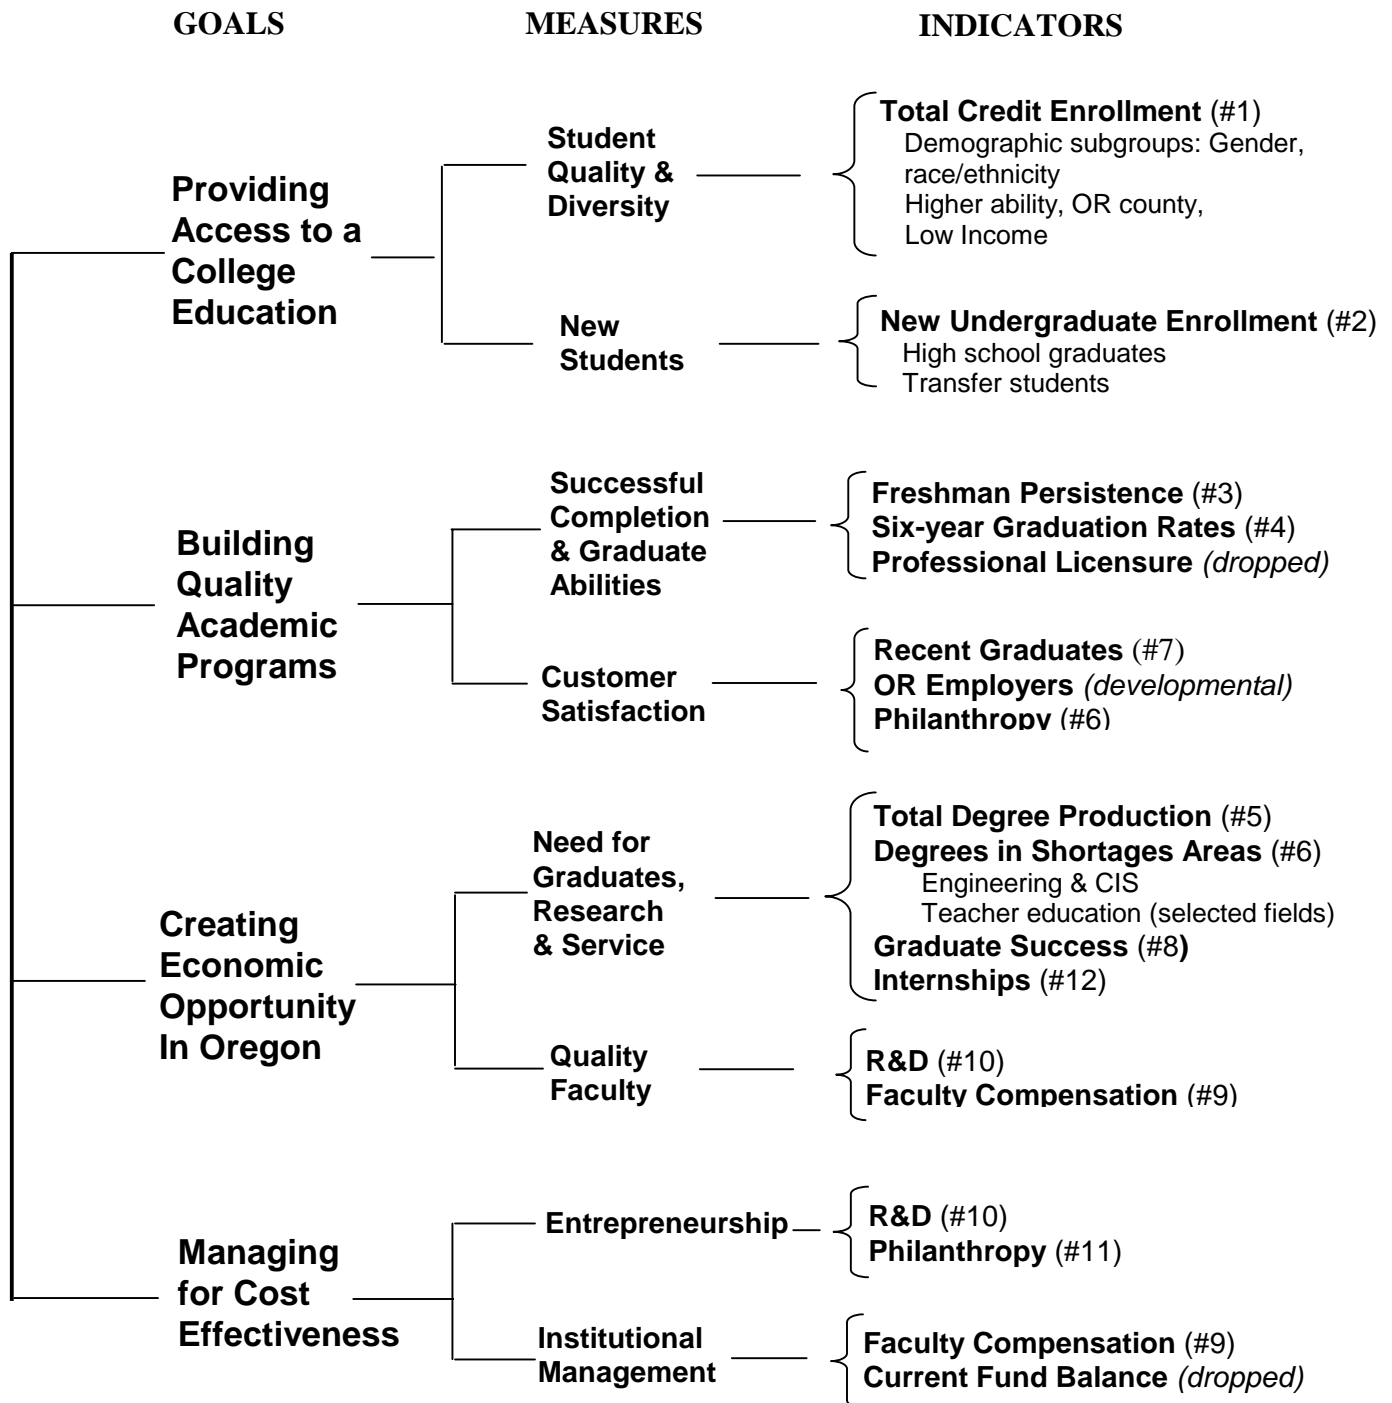 GOALS
MEASURES
INDICATORS
Providing
Access to a
College
Education
Student
Quality &
Diversity
Total Credit Enrollment (#1)
Demographic subgroups: Gender,
race/ethnicity
Higher ability, OR county,
Low Income
New
Students
New Undergraduate Enrollment (#2)
High school graduates
Transfer students
Building
Quality
Academic
Programs
Successful
Completion
& Graduate
Abilities
Freshman Persistence (#3)
Six-year Graduation Rates (#4)
Professional Licensure (dropped)
Customer
Satisfaction
Recent Graduates (#7)
OR Employers (developmental)
Philanthropy (#6)
Creating
Economic
Opportunity
In Oregon
Need for
Graduates,
Research
& Service
Total Degree Production (#5)
Degrees in Shortages Areas (#6)
Engineering & CIS
Teacher education (selected fields)
Graduate Success (#8)
Internships (#12)
Quality
Faculty
R&D (#10)
Faculty Compensation (#9)
Managing
for Cost
Effectiveness
Entrepreneurship
R&D (#10)
Philanthropy (#11)
Institutional
Management
Faculty Compensation (#9)
Current Fund Balance (dropped)